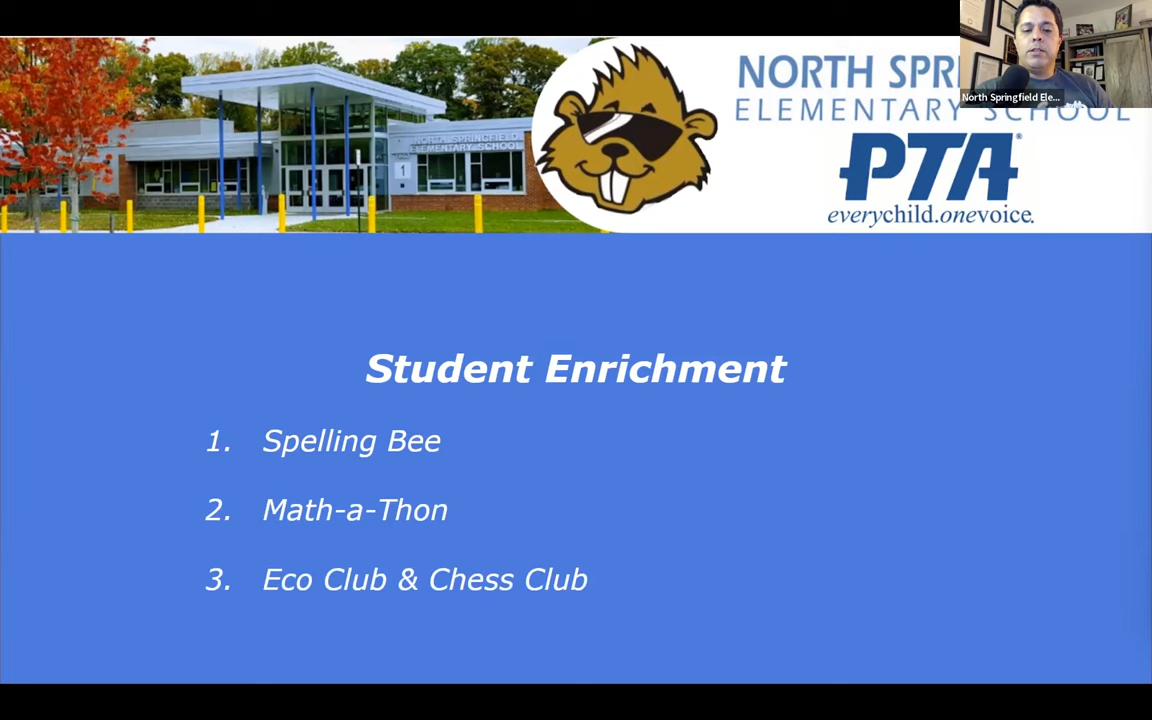 NORTH SPRI
ELEMENTARY SCHOOL
North Springfield Ele...
PTA®
everychild.onevoice.
NORTH SPRINGFIELD
ELEMENTARY SCHOOL
1
Student Enrichment
1. Spelling Bee
2. Math-a-Thon
3. Eco Club & Chess Club